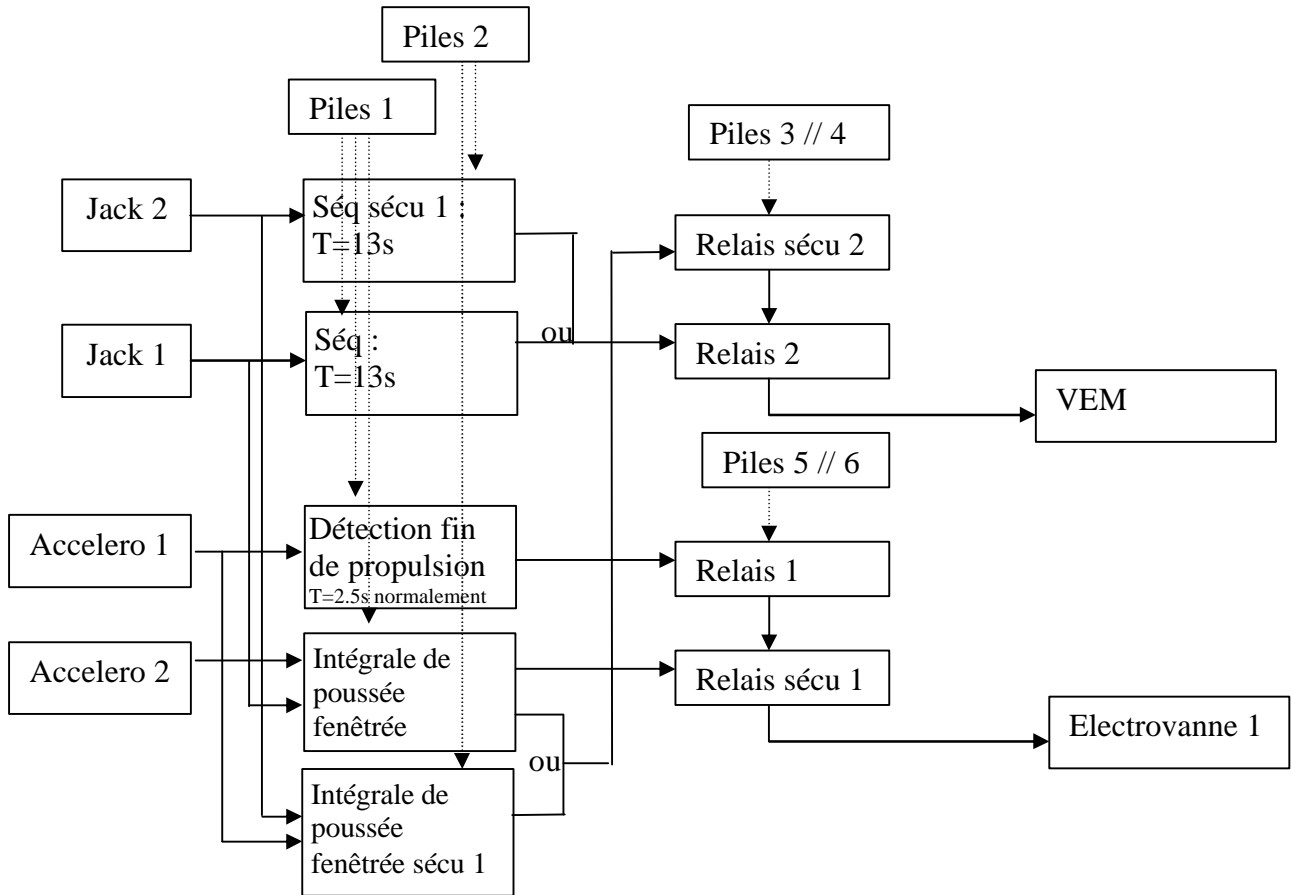 Piles 2
Piles 1
Piles 3 // 4
Jack 2
Séq sécu 1 :
T=13s
Relais sécu 2
Jack 1
Séq :
T=13s
ou
Relais 2
VEM
Piles 5 // 6
Accelero 1
Détection fin
de propulsion
T=2.5s normalement
Relais 1
Accelero 2
Intégrale de
poussée
fenêtrée
Relais sécu 1
Electrovanne 1
ou
Intégrale de
poussée
fenêtrée sécu 1